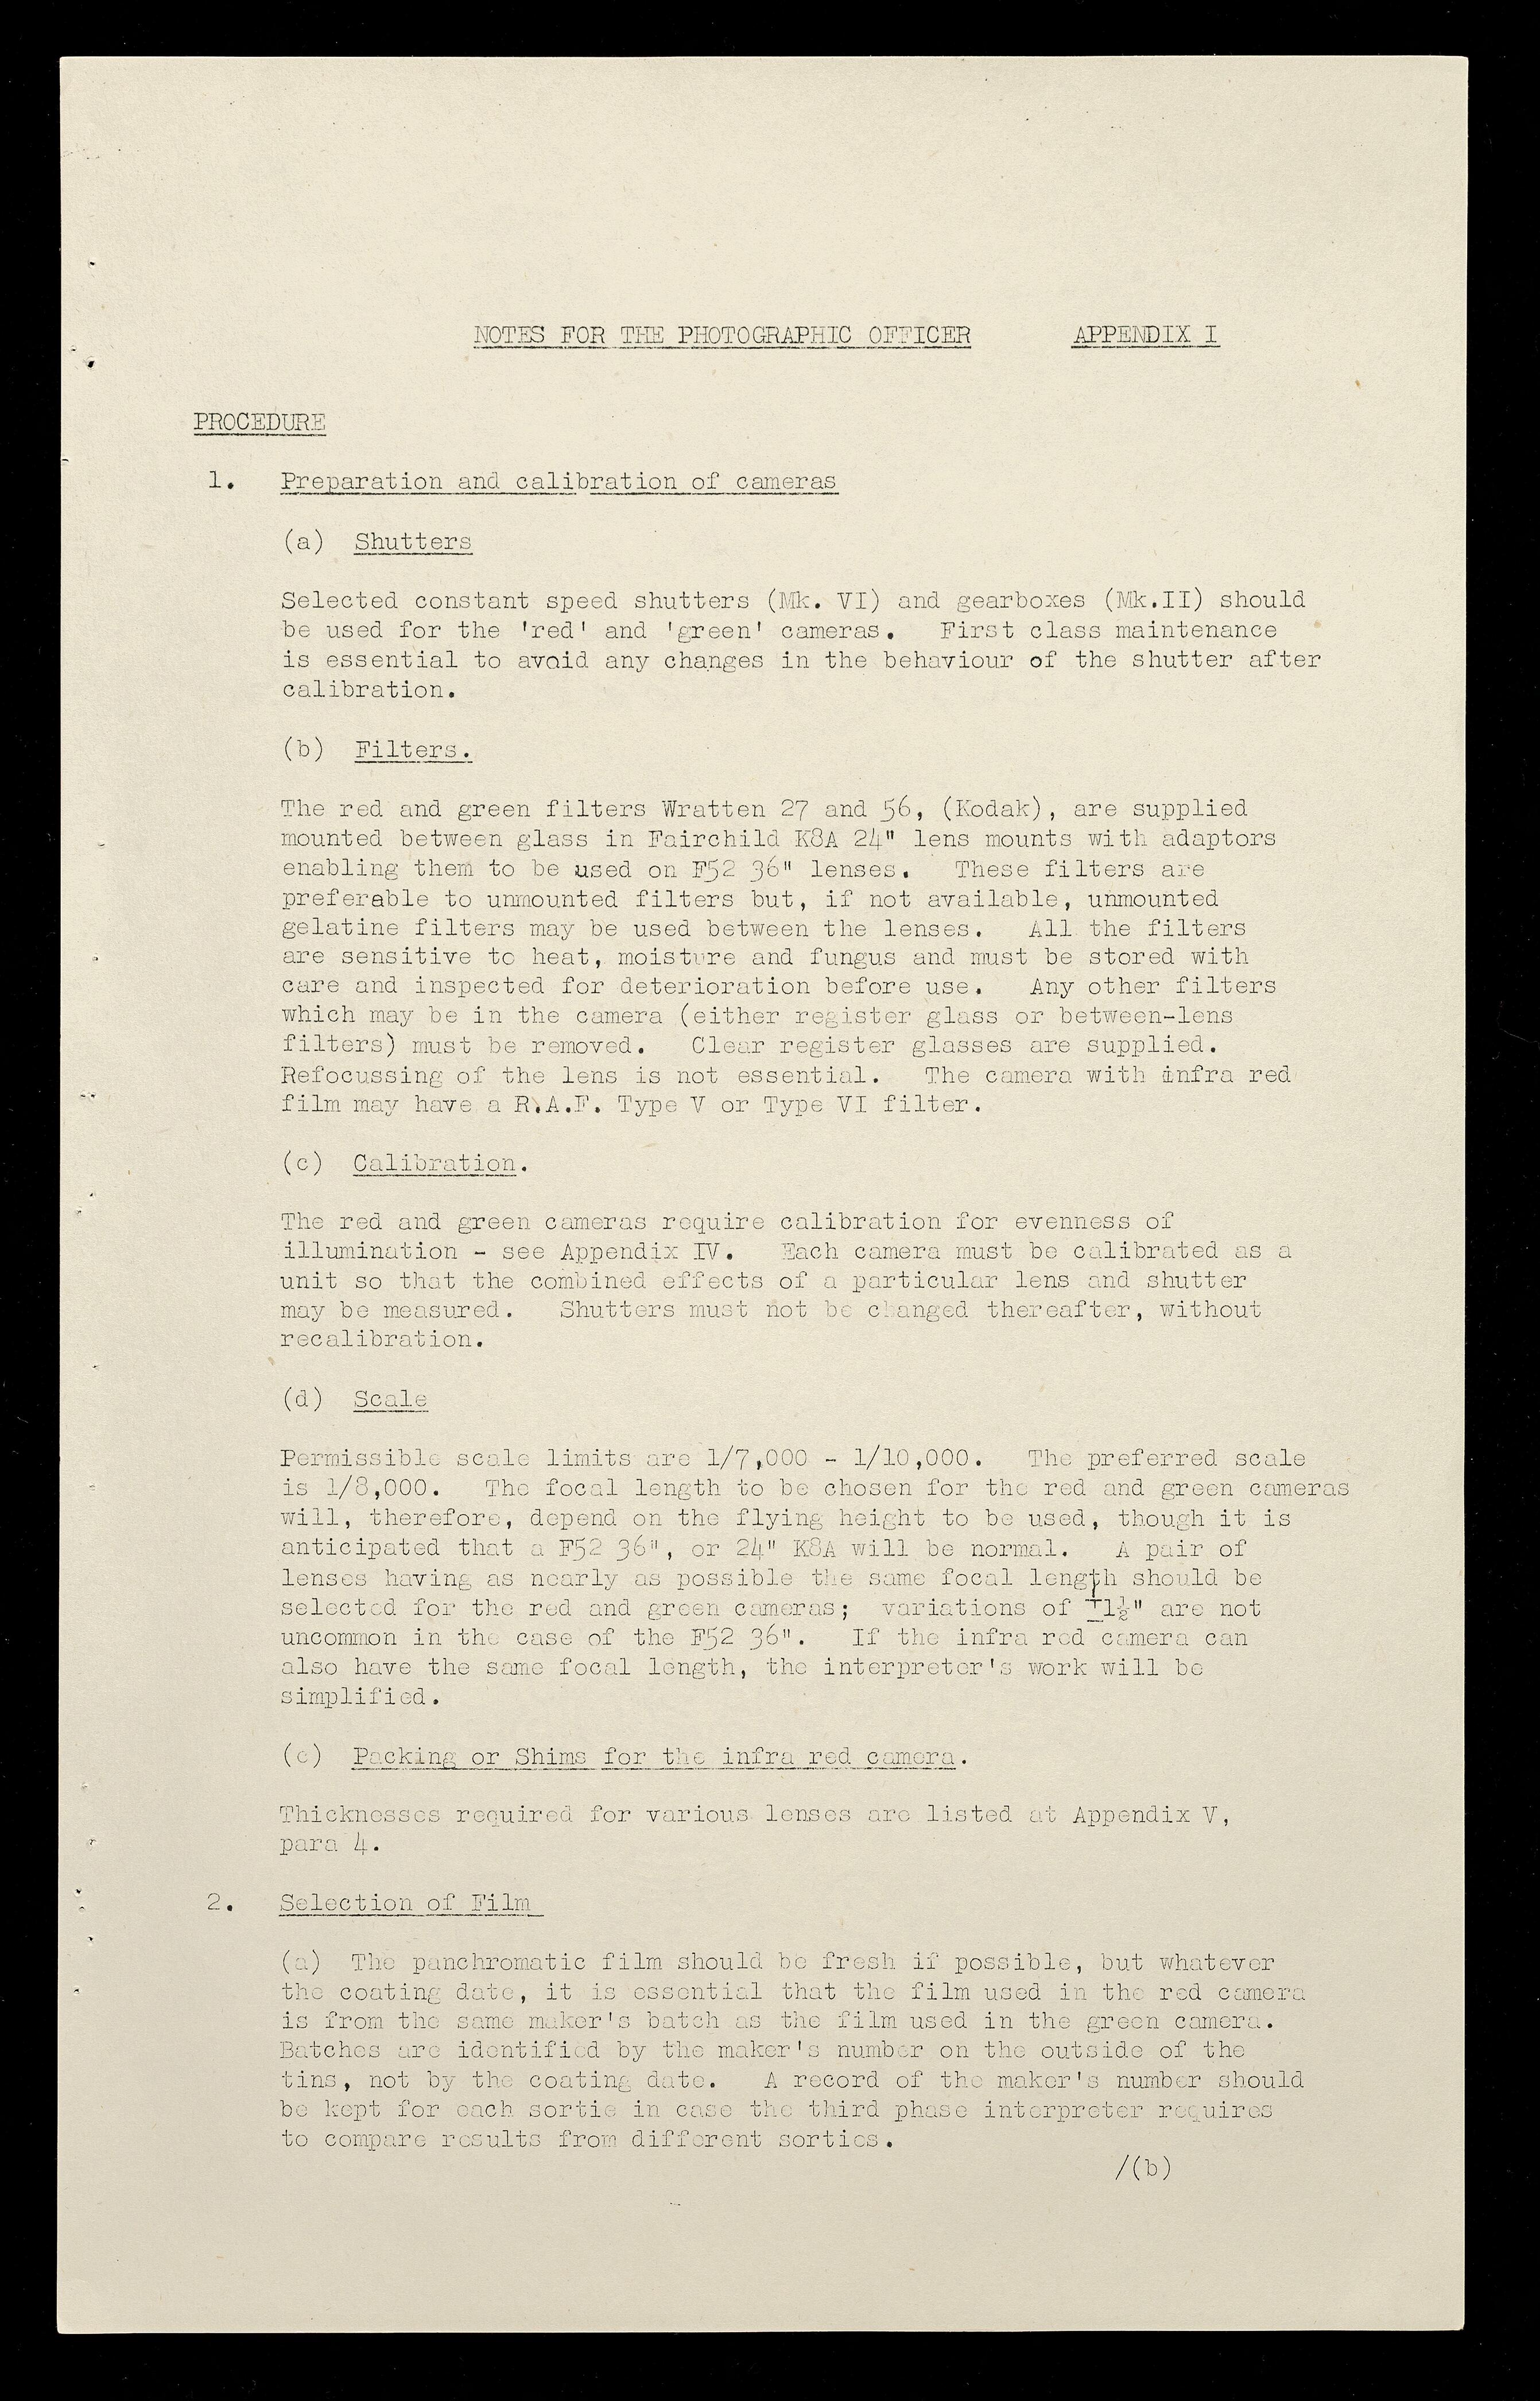 NOTES FOR THE PHOTOGRAPHIC OFFICER APPENDIX I
PROCEDURE
1. Preparation and calibration of cameras
(a) Shutters
Selected constant speed shutters (Mk. VI) and gearboxes (Mk.II) should
be used for the 'red' and 'green' cameras. First class maintenance
is essential to avoid any changes in the behaviour of the shutter after
calibration.
(b) Filters.
The red and green filters Wratten 27 and 56, (Kodak), are supplied
mounted between glass in Fairchild K8A 24" lens mounts with adaptors
enabling them to be used on F52 36" lenses. These filters are
preferable to unmounted filters but, if not available, unmounted
gelatine filters may be used between the lenses. All the filters
are sensitive to heat, moisture and fungus and must be stored with
care and inspected for deterioration before use. Any other filters
which may be in the camera (either register glass or between-lens
filters) must be removed. Clear register glasses are supplied.
Refocussing of the lens is not essential. The camera with infra red
film may have a R.A.F. Type V or Type VI filter.
(c) Calibration.
The red and green cameras require calibration for evenness of
illumination - see Appendix IV. Each camera must be calibrated as a
unit so that the combined effects of a particular lens and shutter
may be measured. Shutters must not be changed thereafter, without
recalibration.
(d) Scale
Permissible scale limits are 1/7,000 - 1/10,000. The preferred scale
is 1/8,000. The focal length to be chosen for the red and green cameras
will, therefore, depend on the flying height to be used, though it is
anticipated that a F52 36", or 24" K8A will be normal. A pair of
lenses having as nearly as possible the same focal length should be
selected for the red and green cameras; variations of ±1½" are not
uncommon in the case of the F52 36". If the infra red camera can
also have the same focal length, the interpreter's work will be
simplified.
(e) Packing or Shims for the infra red camera.
Thicknesses required for various lenses are listed at Appendix V,
para 4.
2. Selection of Film
(a) The panchromatic film should be fresh if possible, but whatever
the coating date, it is essential that the film used in the red camera
is from the same maker's batch as the film used in the green camera.
Batches are identified by the maker's number on the outside of the
tins, not by the coating date. A record of the maker's number should
be kept for each sortie in case the third phase interpreter requires
to compare results from different sorties.
/(b)